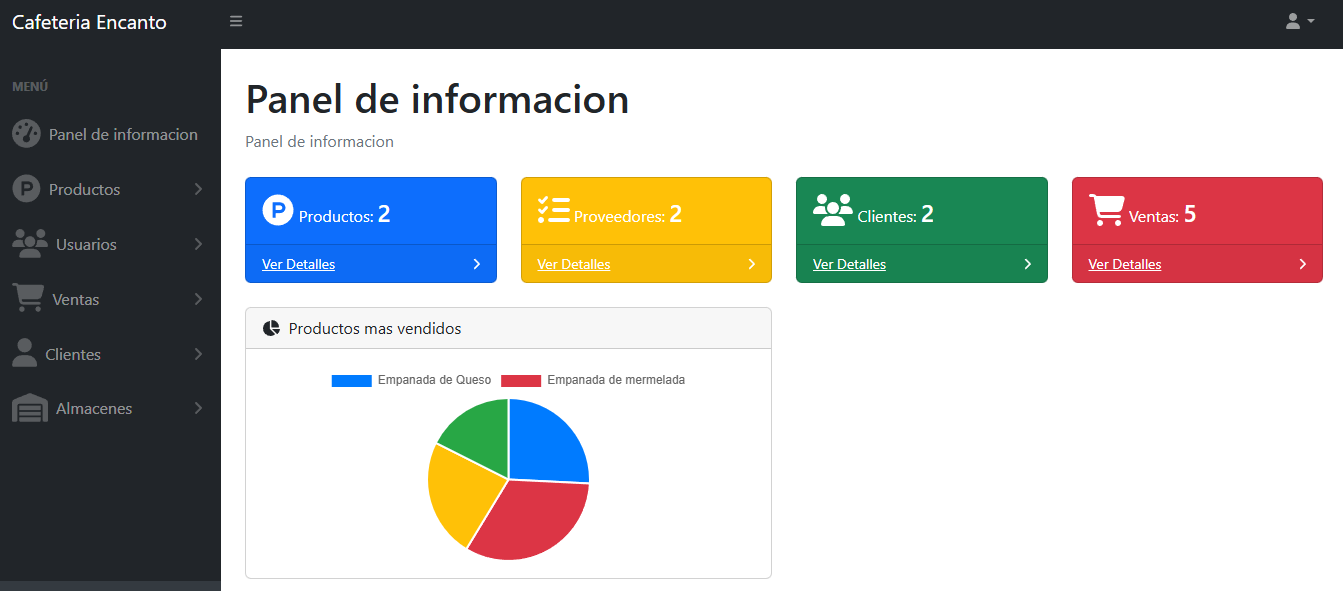 Cafeteria Encanto
MENÚ
Panel de informacion
Productos
Usuarios
Ventas
Clientes
Almacenes
Panel de informacion
Panel de informacion
P Productos: 2
Ver Detalles
Proveedores: 2
Ver Detalles
Clientes: 2
Ver Detalles
Ventas: 5
Ver Detalles
Productos mas vendidos
Empanada de Queso Empanada de mermelada